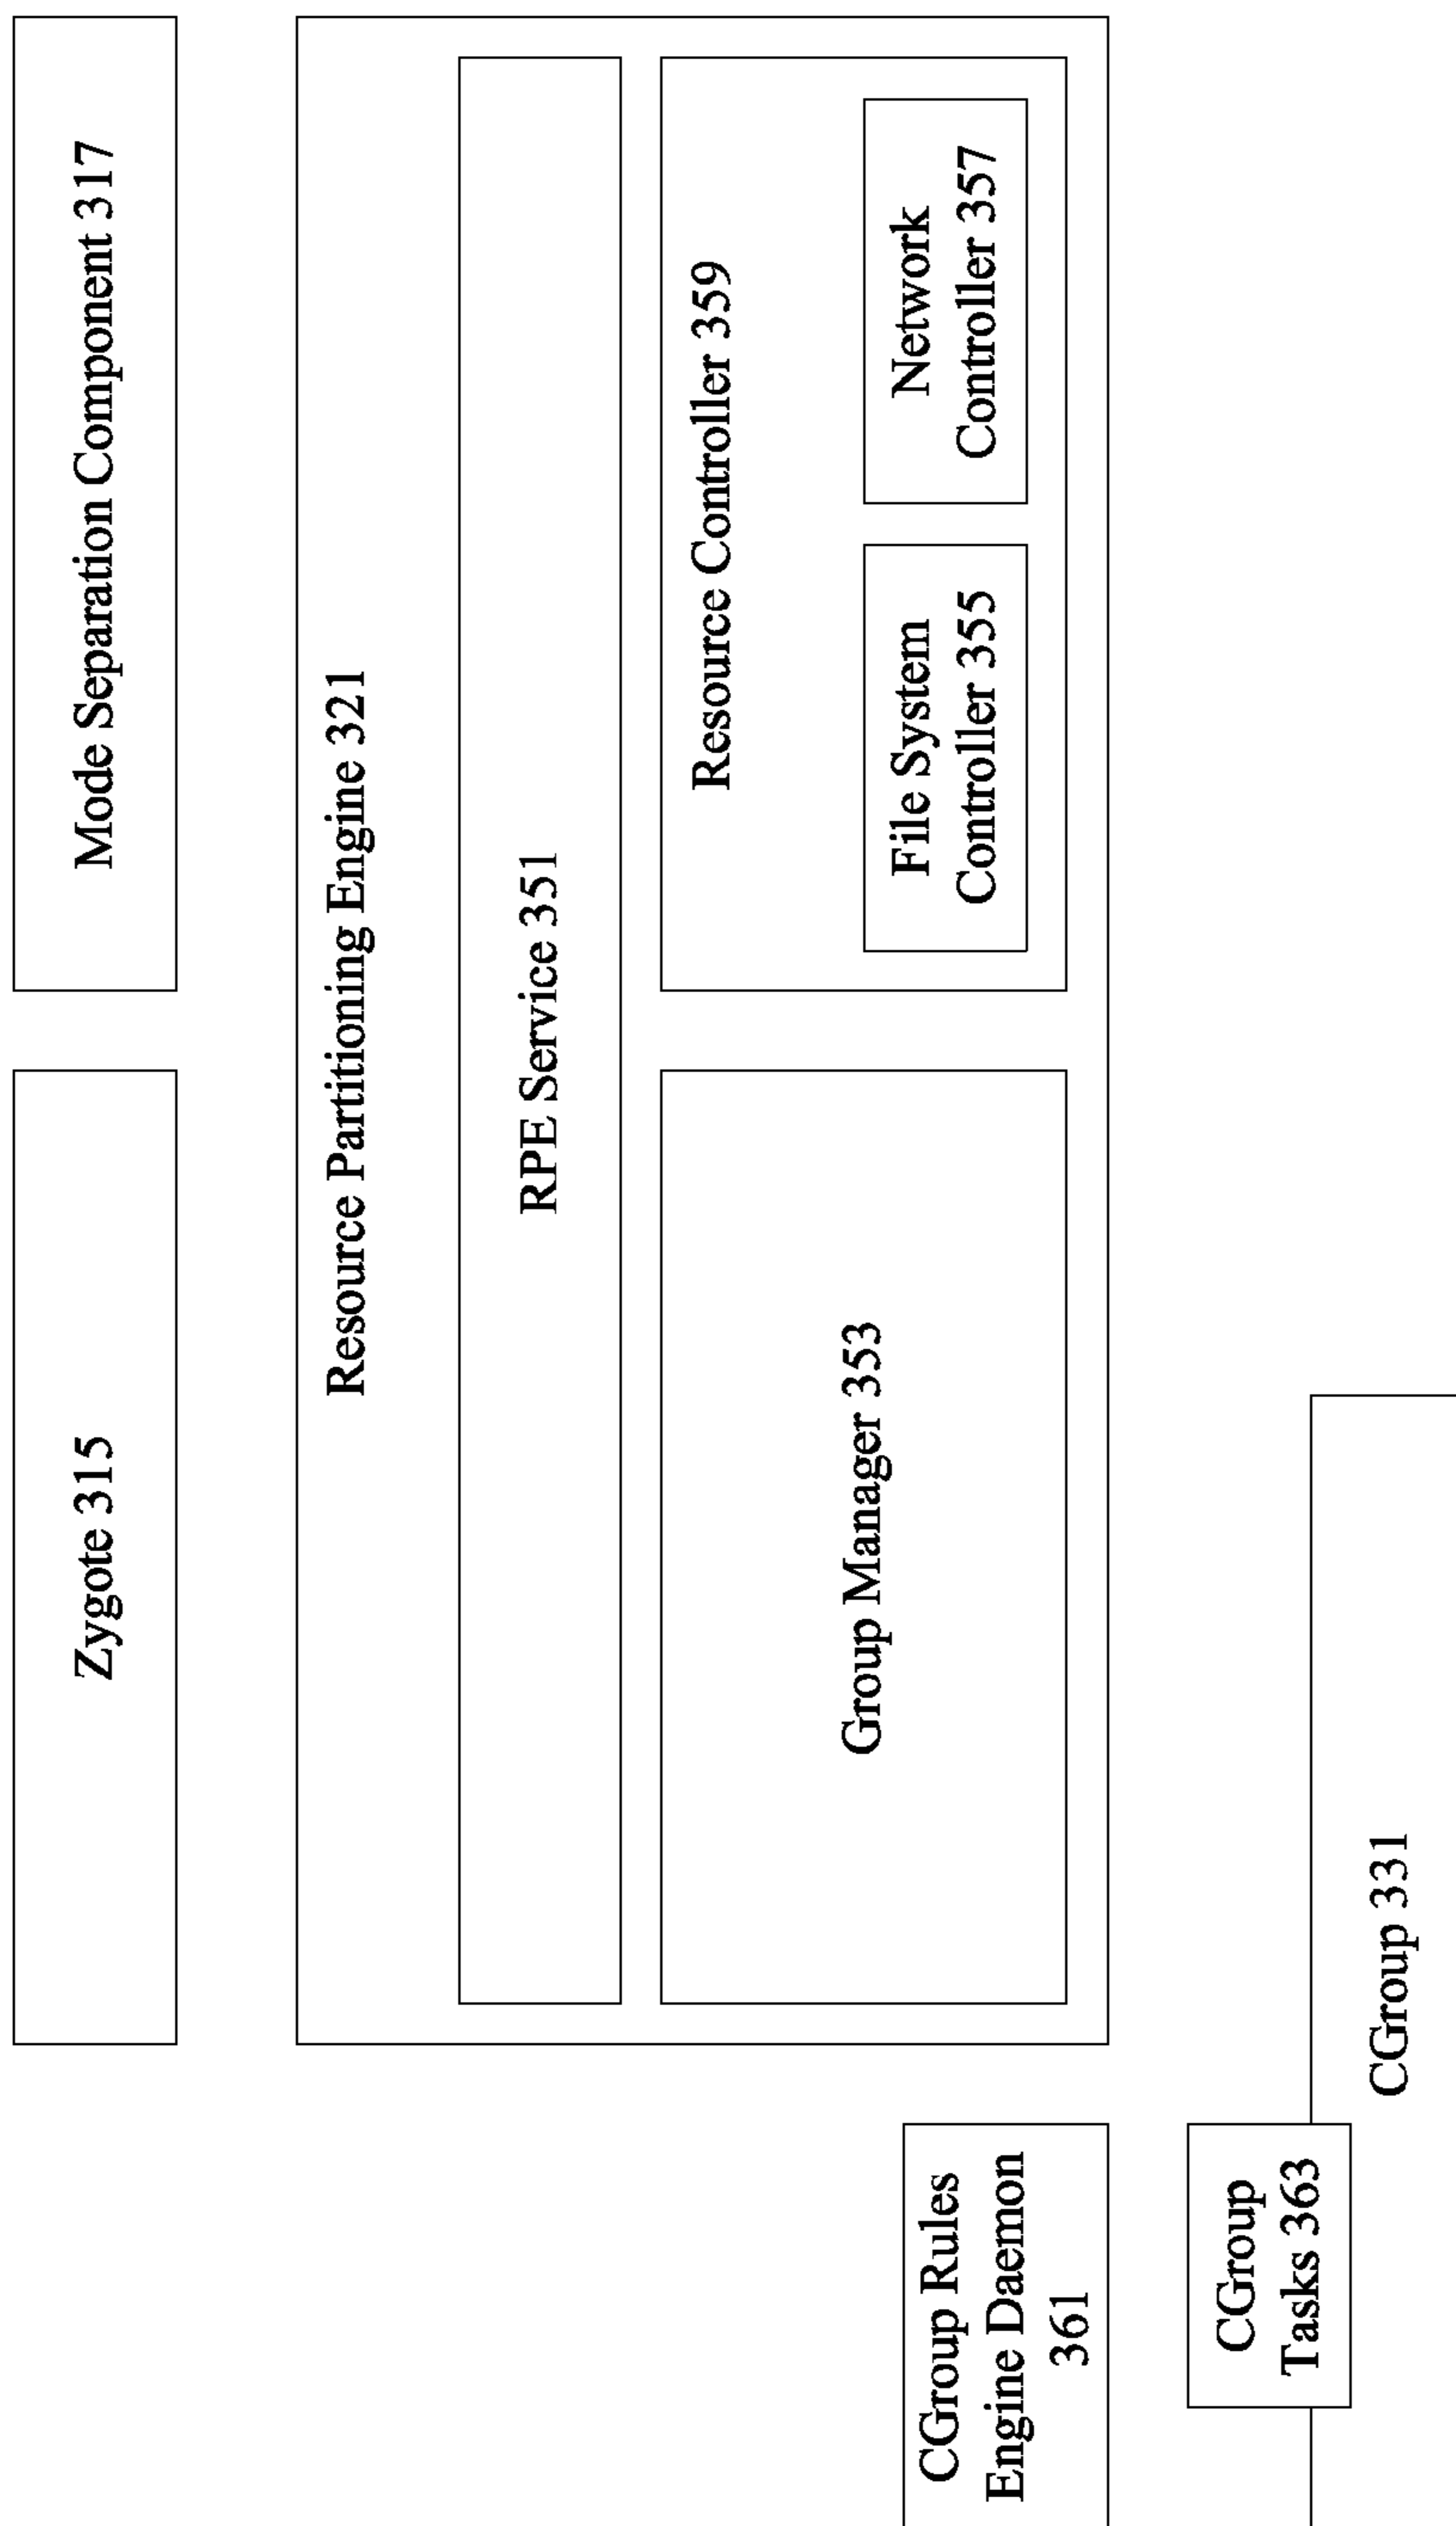 Zygote 315
Mode Separation Component 317
Resource Partitioning Engine 321
RPE Service 351
Group Manager 353
Resource Controller 359
File System
Controller 355
Network
Controller 357
CGroup Rules
Engine Daemon
361
CGroup
Tasks 363
CGroup 331